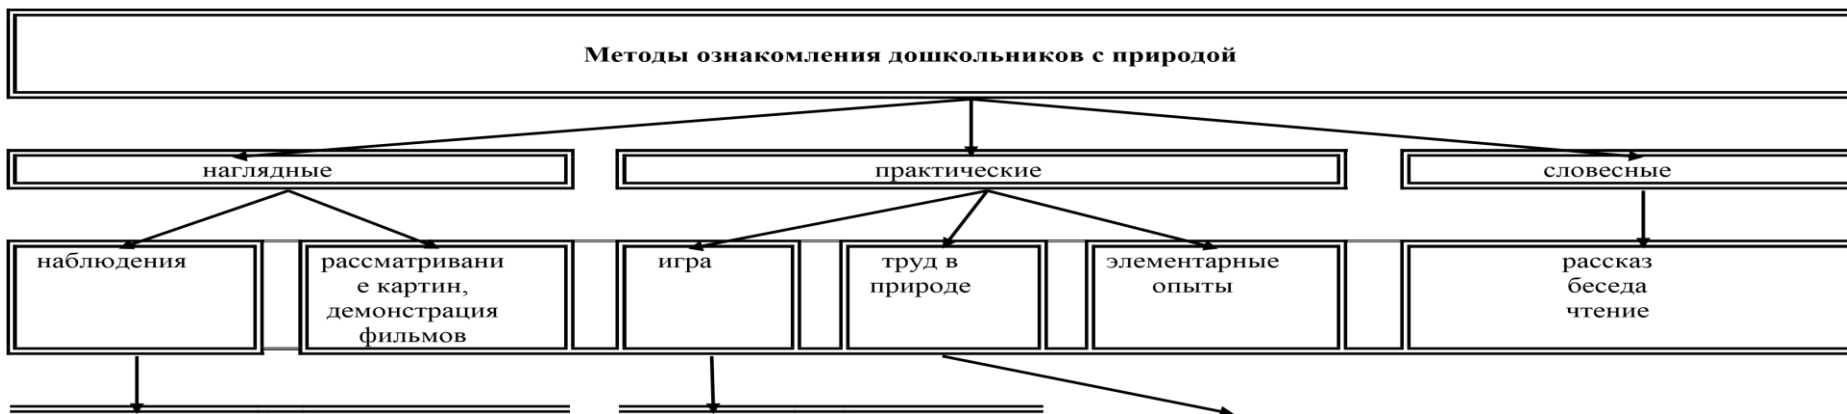 Методы ознакомления дошкольников с природой
наглядные
практические
словесные
наблюдения
рассматривани
е картин,
демонстрация
фильмов
игра
труд в
природе
элементарные
опыты
рассказ
беседа
чтение